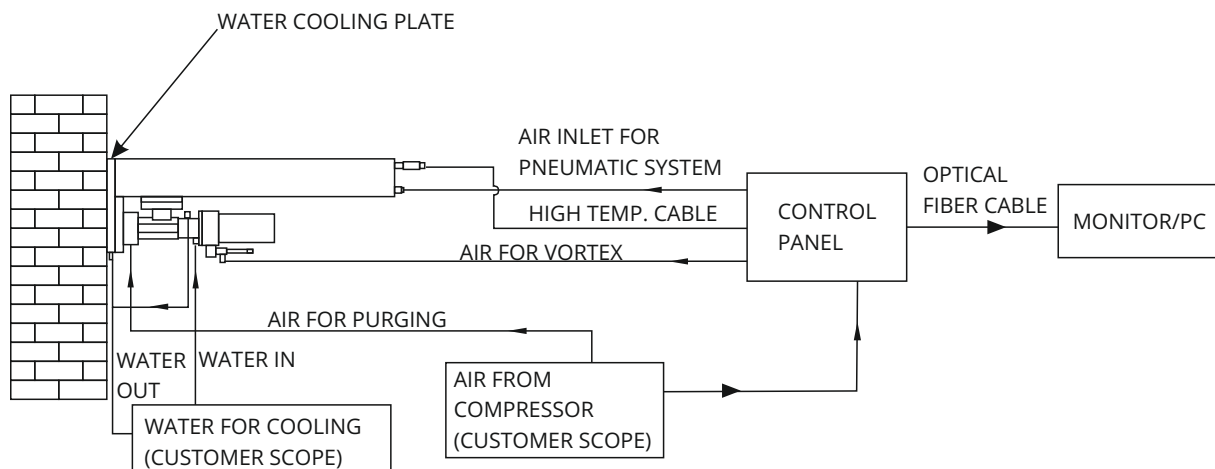 WATER COOLING PLATE
AIR INLET FOR
PNEUMATIC SYSTEM
HIGH TEMP. CABLE
AIR FOR VORTEX
CONTROL
PANEL
OPTICAL
FIBER CABLE
MONITOR/PC
AIR FOR PURGING
WATER
OUT
WATER IN
AIR FROM
COMPRESSOR
(CUSTOMER SCOPE)
WATER FOR COOLING
(CUSTOMER SCOPE)